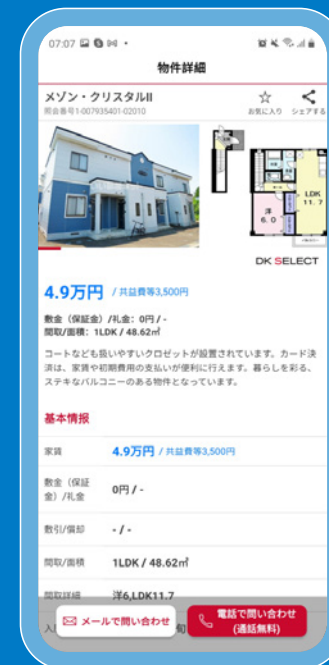 07:07
物件詳細
メゾン・クリスタルII
照会番号1-007935401-02010
お気に入り シェアする
LDK
11.7
洋
6.0
DK SELECT
4.9万円 / 共益費等3,500円
敷金（保証金）/礼金: 0円 / -
間取/面積: 1LDK / 48.62㎡
コートなども扱いやすいクロゼットが設置されています。カード決
済は、家賃や初期費用の支払いが便利に行えます。暮らしを彩る、
ステキなバルコニーのある物件となっています。
基本情報
家賃 4.9万円 / 共益費等3,500円
敷金（保証
金）/礼金 0円 / -
敷引/償却 - / -
間取/面積 1LDK / 48.62㎡
間取詳細 洋6,LDK11.7
メールで問い合わせ
電話で問い合わせ
(通話無料)